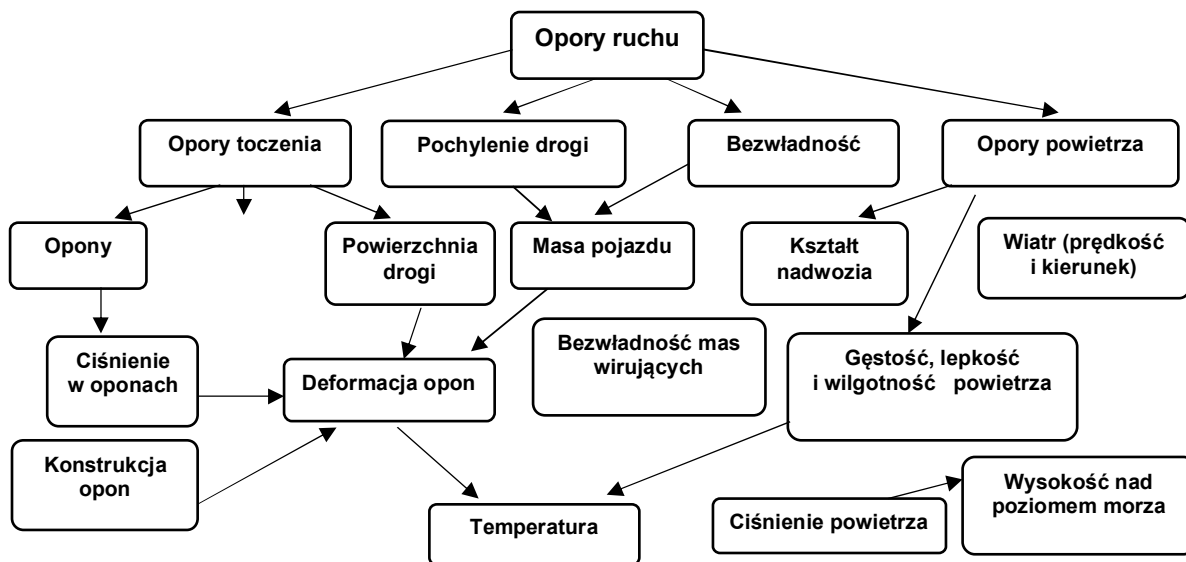 Opory ruchu
Opory toczenia
Pochylenie drogi
Bezwładność
Opory powietrza
Opony
Powierzchnia
drogi
Masa pojazdu
Kształt
nadwozia
Wiatr (prędkość
i kierunek)
Ciśnienie
w oponach
Deformacja opon
Bezwładność mas
wirujących
Gęstość, lepkość
i wilgotność powietrza
Konstrukcja
opon
Temperatura
Ciśnienie powietrza
Wysokość nad
poziomem morza